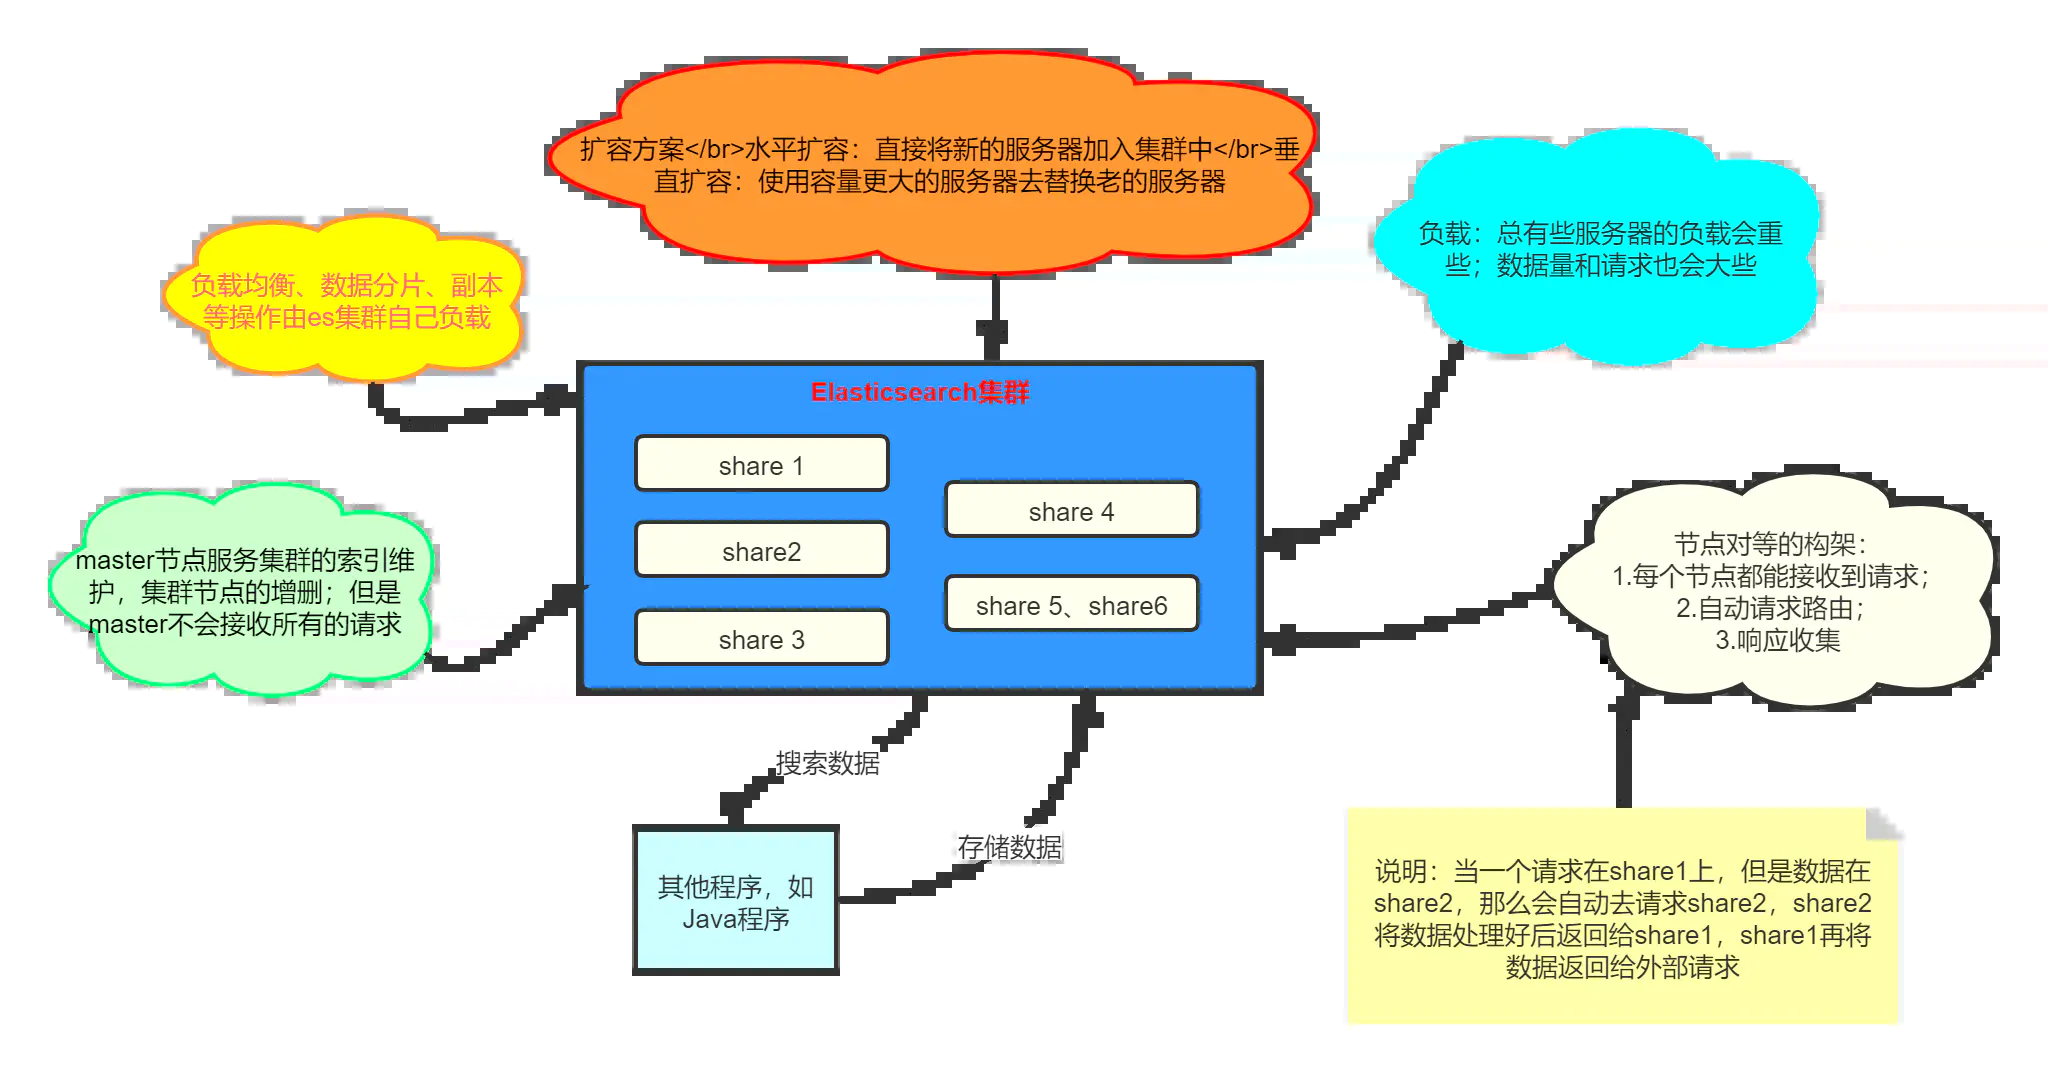 扩容方案</br>水平扩容：直接将新的服务器加入集群中</br>垂
直扩容：使用容量更大的服务器去替换老的服务器
负载均衡、数据分片、副本
等操作由es集群自己负载
负载：总有些服务器的负载会重
些；数据量和请求也会大些
Elasticsearch集群
share 1
share2
share 3
share 4
share 5、share6
master节点服务集群的索引维
护，集群节点的增删；但是
master不会接收所有的请求
节点对等的构架：
1.每个节点都能接收到请求；
2.自动请求路由；
3.响应收集
搜索数据
存储数据
其他程序，如
Java程序
说明：当一个请求在share1上，但是数据在
share2，那么会自动去请求share2，share2
将数据处理好后返回给share1，share1再将
数据返回给外部请求